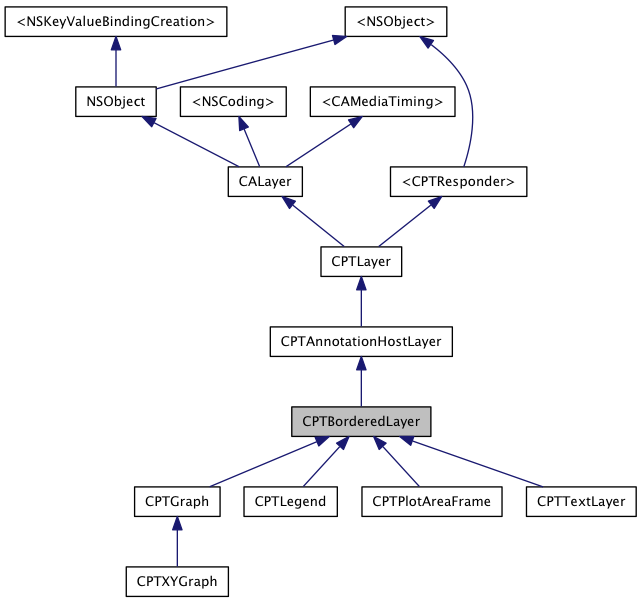 <NSKeyValueBindingCreation>
<NSObject>
NSObject
<NSCoding>
<CAMediaTiming>
CALayer
<CPTResponder>
CPTLayer
CPTAnnotationHostLayer
CPTBorderedLayer
CPTGraph
CPTLegend
CPTPlotAreaFrame
CPTTextLayer
CPTXYGraph